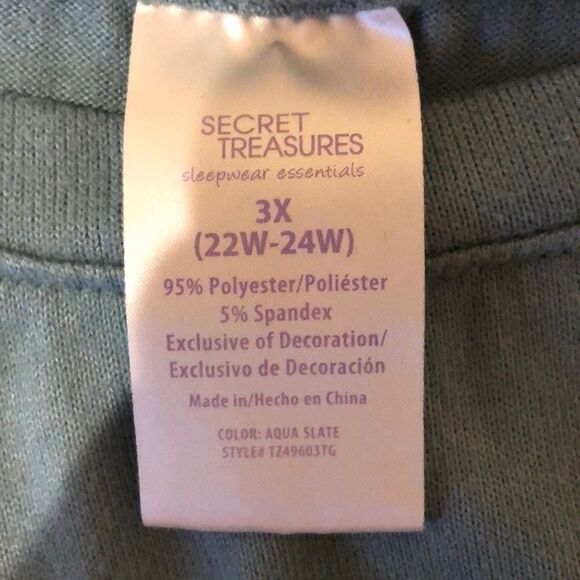 SECRET
TREASURES
sleepwear essentials
3X
(22W-24W)
95% Polyester/Poliéster
5% Spandex
Exclusive of Decoration/
Exclusivo de Decoración
Made in/Hecho en China
COLOR: AQUA SLATE
STYLE# TZ49603TG